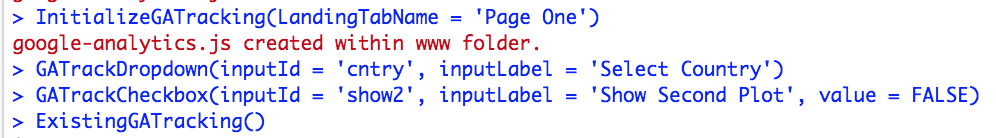 > InitializeGATracking(LandingTabName = 'Page One')
google-analytics.js created within www folder.
> GATrackDropdown(inputId = 'cntry', inputLabel = 'Select Country')
> GATrackCheckbox(inputId = 'show2', inputLabel = 'Show Second Plot', value = FALSE)
> ExistingGATracking()